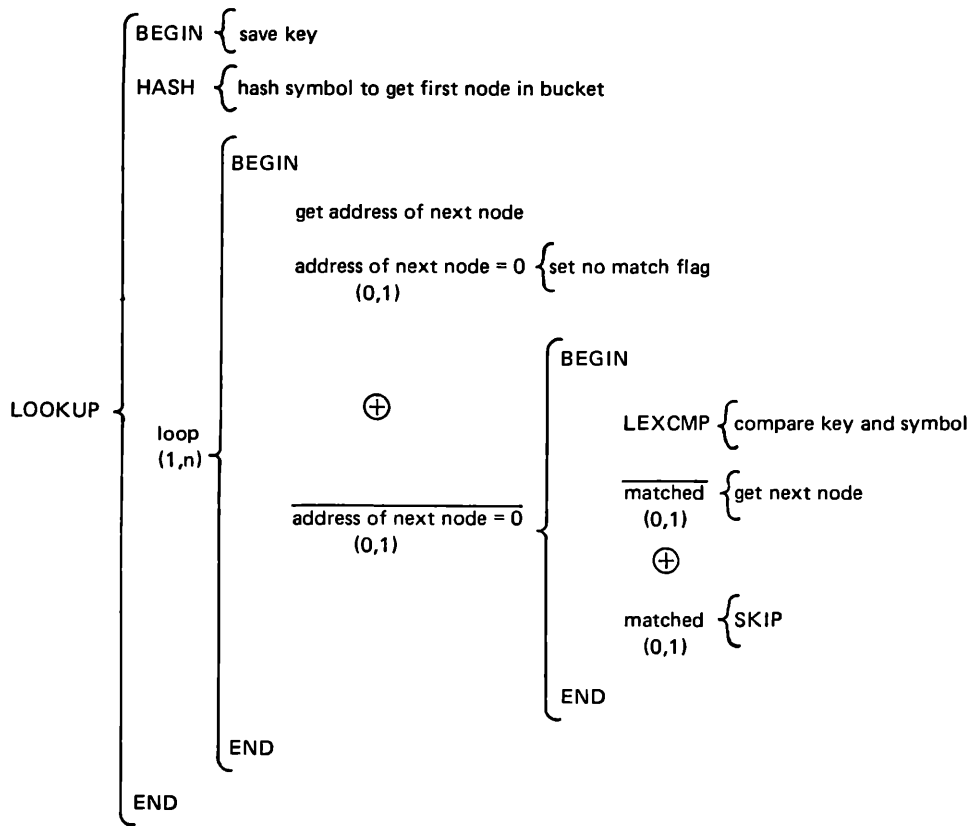 BEGIN save key
HASH hash symbol to get first node in bucket
BEGIN
get address of next node
address of next node = 0 set no match flag
(0,1)
BEGIN
⊕
LOOKUP
LEXCMP compare key and symbol
loop
(1,n)
matched get next node
(0,1)
address of next node = 0
(0,1)
⊕
matched SKIP
(0,1)
END
END
END